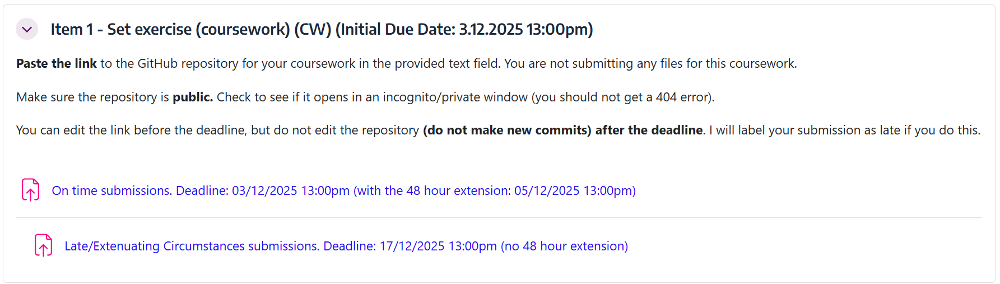 Item 1 - Set exercise (coursework) (CW) (Initial Due Date: 3.12.2025 13:00pm)
Paste the link to the GitHub repository for your coursework in the provided text field. You are not submitting any files for this coursework.
Make sure the repository is public. Check to see if it opens in an incognito/private window (you should not get a 404 error).
You can edit the link before the deadline, but do not edit the repository (do not make new commits) after the deadline. I will label your submission as late if you do this.
On time submissions. Deadline: 03/12/2025 13:00pm (with the 48 hour extension: 05/12/2025 13:00pm)
Late/Extenuating Circumstances submissions. Deadline: 17/12/2025 13:00pm (no 48 hour extension)